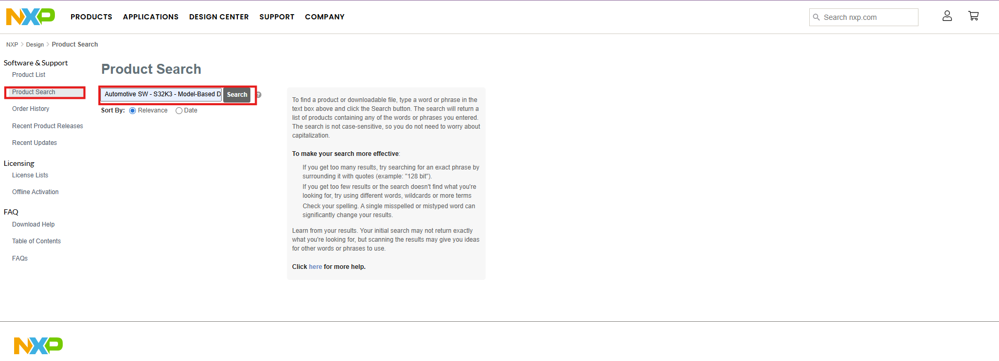 NXP
PRODUCTS APPLICATIONS DESIGN CENTER SUPPORT COMPANY
Search nxp.com
NXP > Design > Product Search
Software & Support
Product List
Product Search
Order History
Recent Product Releases
Recent Updates
Licensing
License Lists
Offline Activation
FAQ
Download Help
Table of Contents
FAQs
Product Search
Automotive SW - S32K3 - Model-Based D
Search
?
Sort By: Relevance Date
To find a product or downloadable file, type a word or phrase in the
text box above and click the Search button. The search will return a
list of products containing any of the words or phrases you entered.
The search is not case-sensitive, so you do not need to worry about
capitalization.
To make your search more effective:
If you get too many results, try searching for an exact phrase by
surrounding it with quotes (example: "128 bit").
If you get too few results or the search doesn't find what you're
looking for, try using different words, wildcards or more terms
Check your spelling. A single misspelled or mistyped word can
significantly change your results.
Learn from your results. Your initial search may not return exactly
what you're looking for, but scanning the results may give you ideas
for other words or phrases to use.
Click here for more help.
NXP